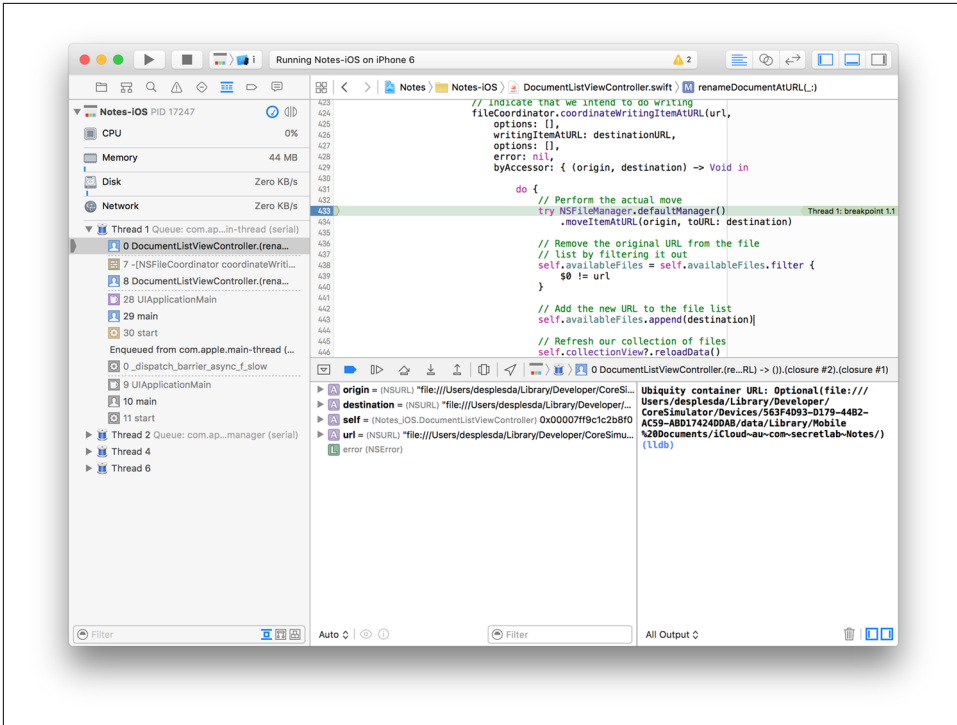 i
Running Notes-iOS on iPhone 6
2
Notes-iOS PID 17247
CPU 0%
Memory 44 MB
Disk Zero KB/s
Network Zero KB/s
Thread 1 Queue: com.ap...in-thread (serial)
0 DocumentListViewController.(rena...
7 -[NSFileCoordinator coordinateWriti...
8 DocumentListViewController.(rena...
28 UIApplicationMain
29 main
30 start
Enqueued from com.apple.main-thread (...
0 _dispatch_barrier_async_f_slow
9 UIApplicationMain
10 main
11 start
Thread 2 Queue: com.ap...manager (serial)
Thread 4
Thread 6
Filter
Notes 〉 Notes-iOS 〉 DocumentListViewController.swift 〉 M renameDocumentAtURL(_:)
423 // Indicate that we intend to do writing
424 fileCoordinator.coordinateWritingItemAtURL(url,
425 options: [],
426 writingItemAtURL: destinationURL,
427 options: [],
428 error: nil,
429 byAccessor: { (origin, destination) -> Void in
430
431 do {
432 // Perform the actual move
433 try NSFileManager.defaultManager() Thread 1: breakpoint 1.1
434 .moveItemAtURL(origin, toURL: destination)
435
436 // Remove the original URL from the file
437 // list by filtering it out
438 self.availableFiles = self.availableFiles.filter {
439 $0 != url
440 }
441
442 // Add the new URL to the file list
443 self.availableFiles.append(destination)
444
445 // Refresh our collection of files
446 self.collectionView?.reloadData()
0 DocumentListViewController.(re...RL) -> ()).(closure #2).(closure #1)
A origin = (NSURL) "file:///Users/desplesda/Library/Developer/CoreSi...
A destination = (NSURL) "file:///Users/desplesda/Library/Developer/...
A self = (Notes_iOS.DocumentListViewController) 0x00007ff9c1c2b8f0
A url = (NSURL) "file:///Users/desplesda/Library/Developer/CoreSimu...
L error (NSError)
Auto
Filter
Ubiquity container URL: Optional(file:///
Users/desplesda/Library/Developer/
CoreSimulator/Devices/563F4D93-D179-44B2-
AC59-ABD17424DDAB/data/Library/Mobile
%20Documents/iCloud~au~com~secretlab~Notes/)
(lldb)
All Output